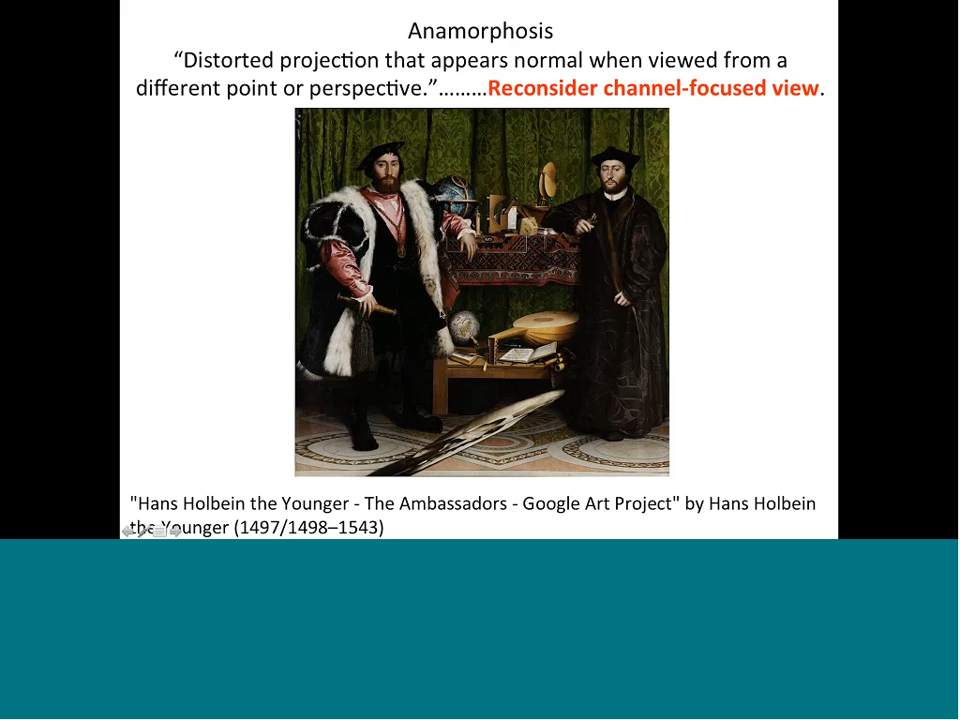 Anamorphosis
“Distorted projection that appears normal when viewed from a
different point or perspective.”………Reconsider channel-focused view.
"Hans Holbein the Younger - The Ambassadors - Google Art Project" by Hans Holbein
the Younger (1497/1498–1543)